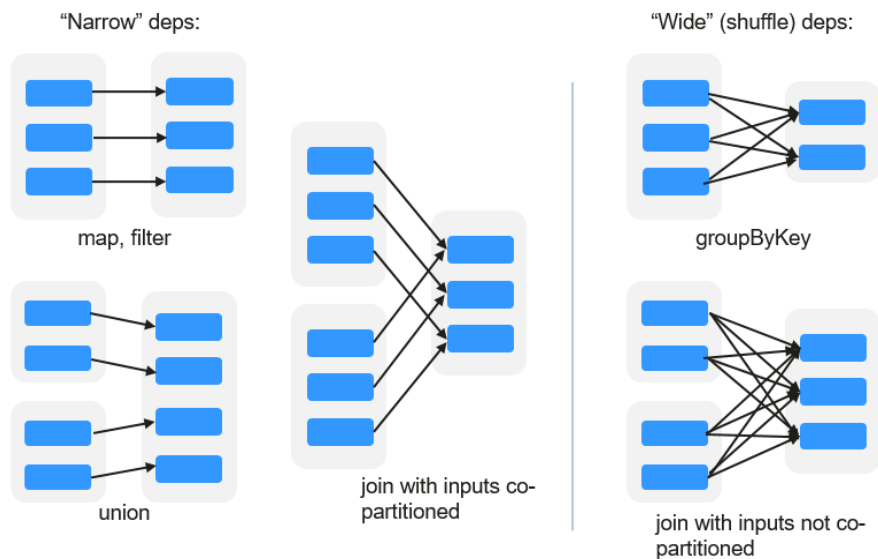 “Narrow” deps:
“Wide” (shuffle) deps:
map, filter
groupByKey
union
join with inputs co-
partitioned
join with inputs not co-
partitioned